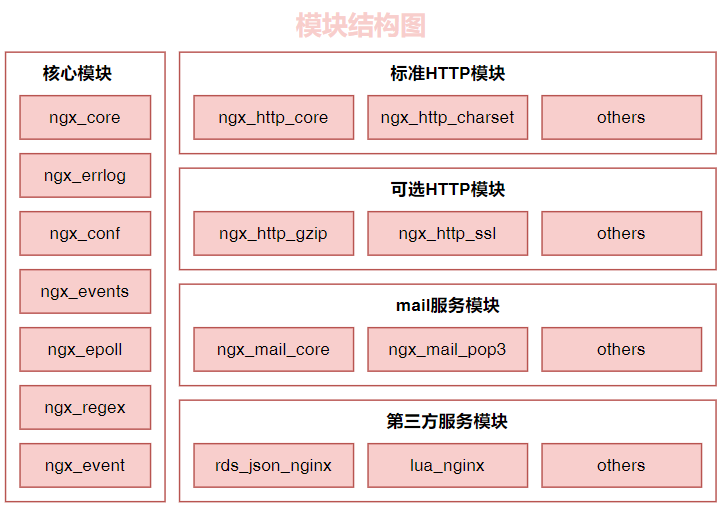 模块结构图
核心模块
ngx_core
ngx_errlog
ngx_conf
ngx_events
ngx_epoll
ngx_regex
ngx_event
标准HTTP模块
ngx_http_core
ngx_http_charset
others
可选HTTP模块
ngx_http_gzip
ngx_http_ssl
others
mail服务模块
ngx_mail_core
ngx_mail_pop3
others
第三方服务模块
rds_json_nginx
lua_nginx
others